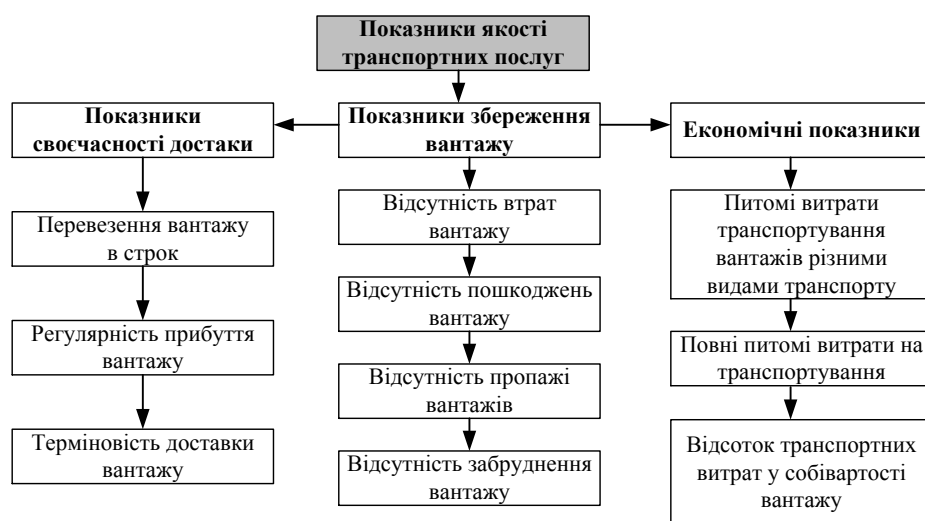 Показники якості
транспортних послуг
Показники
своєчасності достаки
Перевезення вантажу
в строк
Регулярність прибуття
вантажу
Терміновість доставки
вантажу
Показники збереження
вантажу
Відсутність втрат
вантажу
Відсутність пошкоджень
вантажу
Відсутність пропажі
вантажів
Відсутність забруднення
вантажу
Економічні показники
Питомі витрати
транспортування
вантажів різними
видами транспорту
Повні питомі витрати на
транспортування
Відсоток транспортних
витрат у собівартості
вантажу